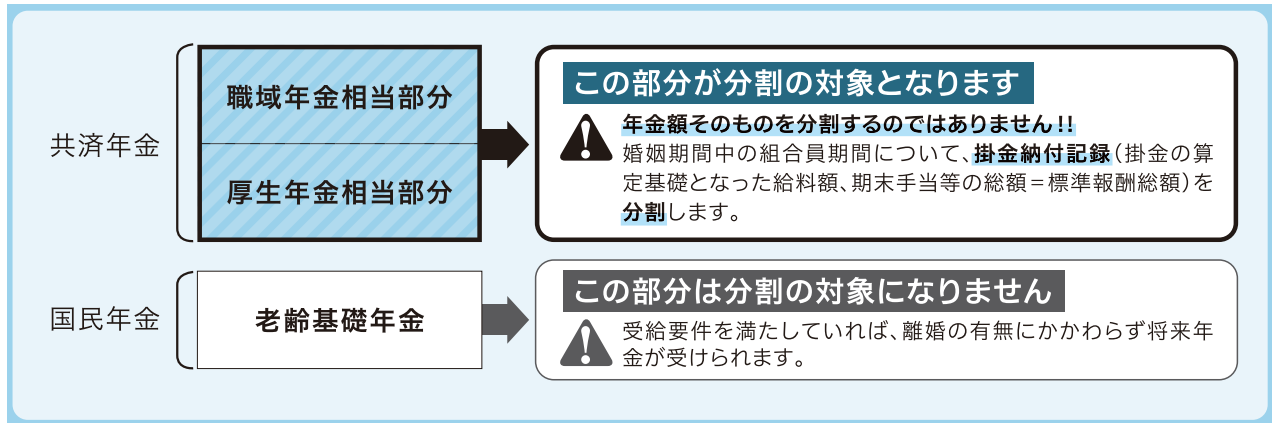 共済年金
職域年金相当部分
厚生年金相当部分
この部分が分割の対象となります
年金額そのものを分割するのではありません!!
婚姻期間中の組合員期間について、掛金納付記録(掛金の算
定基礎となった給料額、期末手当等の総額=標準報酬総額)を
分割します。
国民年金
老齢基礎年金
この部分は分割の対象になりません
受給要件を満たしていれば、離婚の有無にかかわらず将来年
金が受けられます。